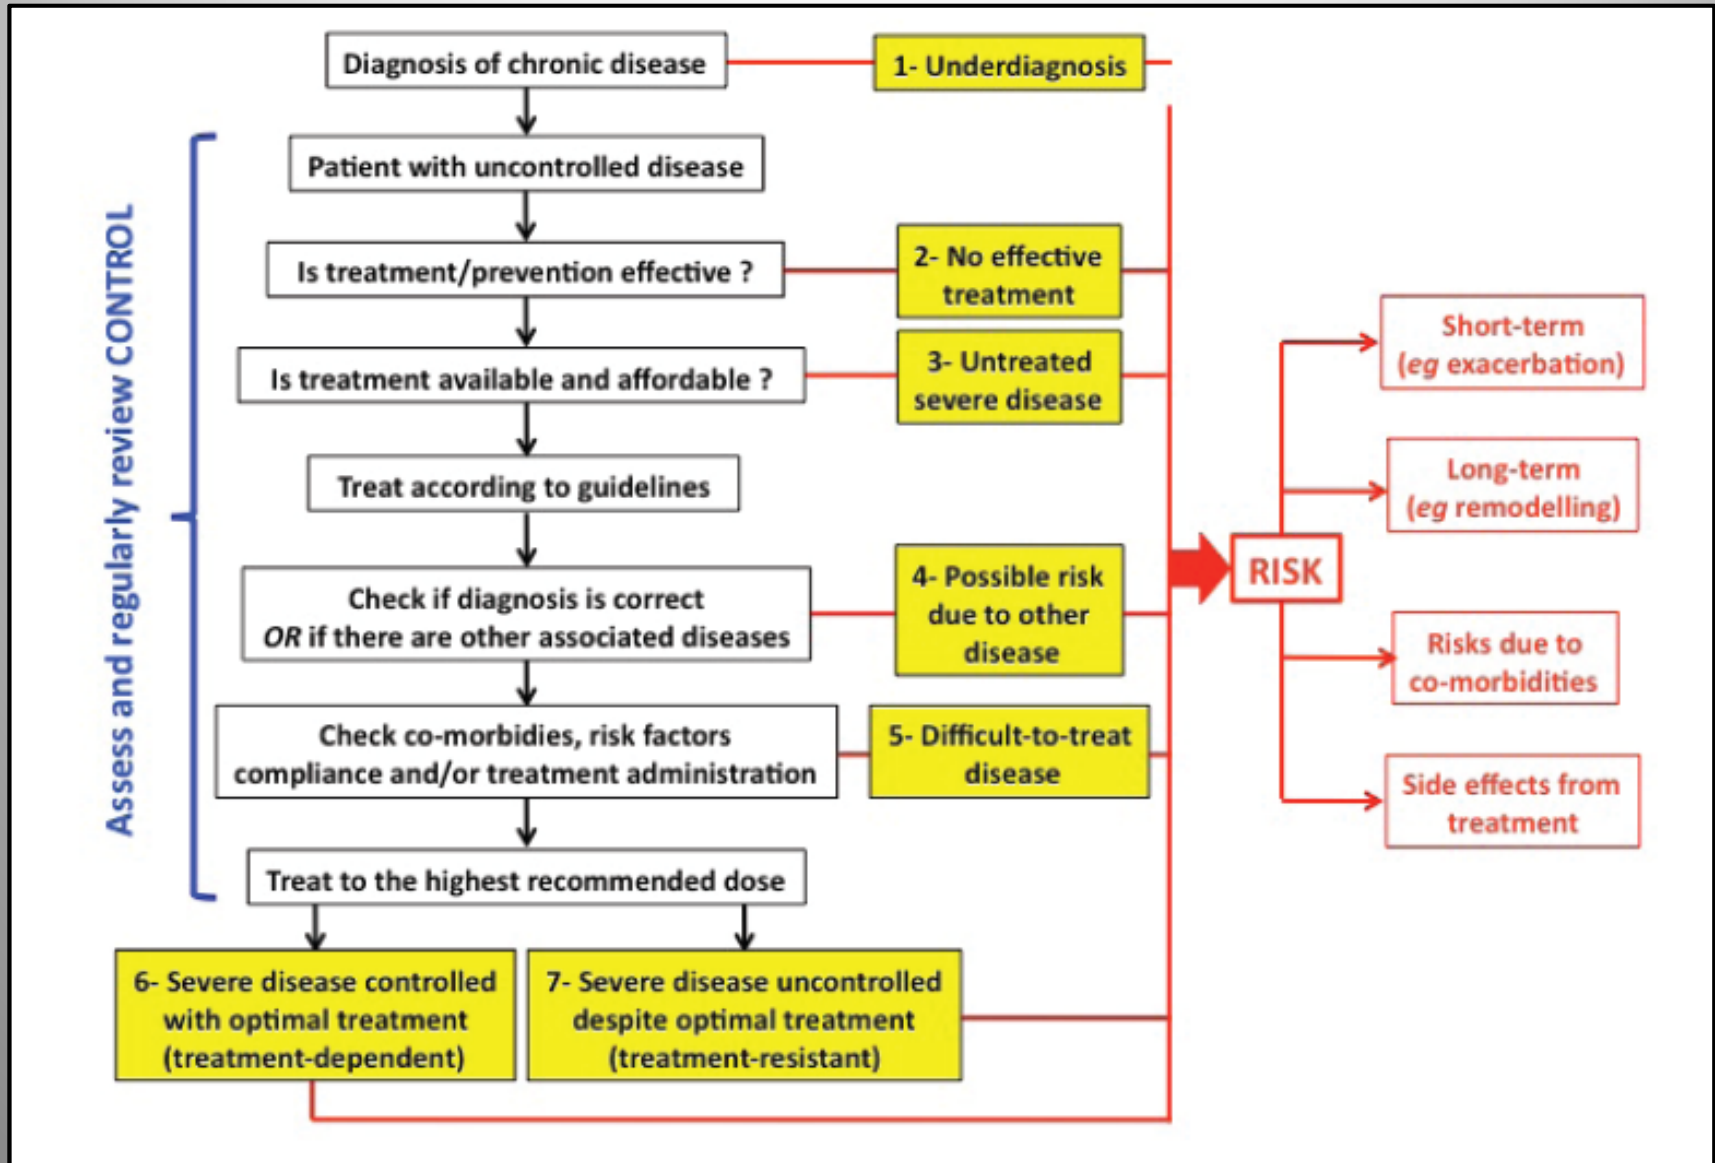 Diagnosis of chronic disease
1- Underdiagnosis
Patient with uncontrolled disease
Is treatment/prevention effective ?
2- No effective
treatment
Is treatment available and affordable ?
3- Untreated
severe disease
Treat according to guidelines
Check if diagnosis is correct
OR if there are other associated diseases
4- Possible risk
due to other
disease
Check co-morbidies, risk factors
compliance and/or treatment administration
5- Difficult-to-treat
disease
Treat to the highest recommended dose
6- Severe disease controlled
with optimal treatment
(treatment-dependent)
7- Severe disease uncontrolled
despite optimal treatment
(treatment-resistant)
Assess and regularly review CONTROL
RISK
Short-term
(eg exacerbation)
Long-term
(eg remodelling)
Risks due to
co-morbidities
Side effects from
treatment